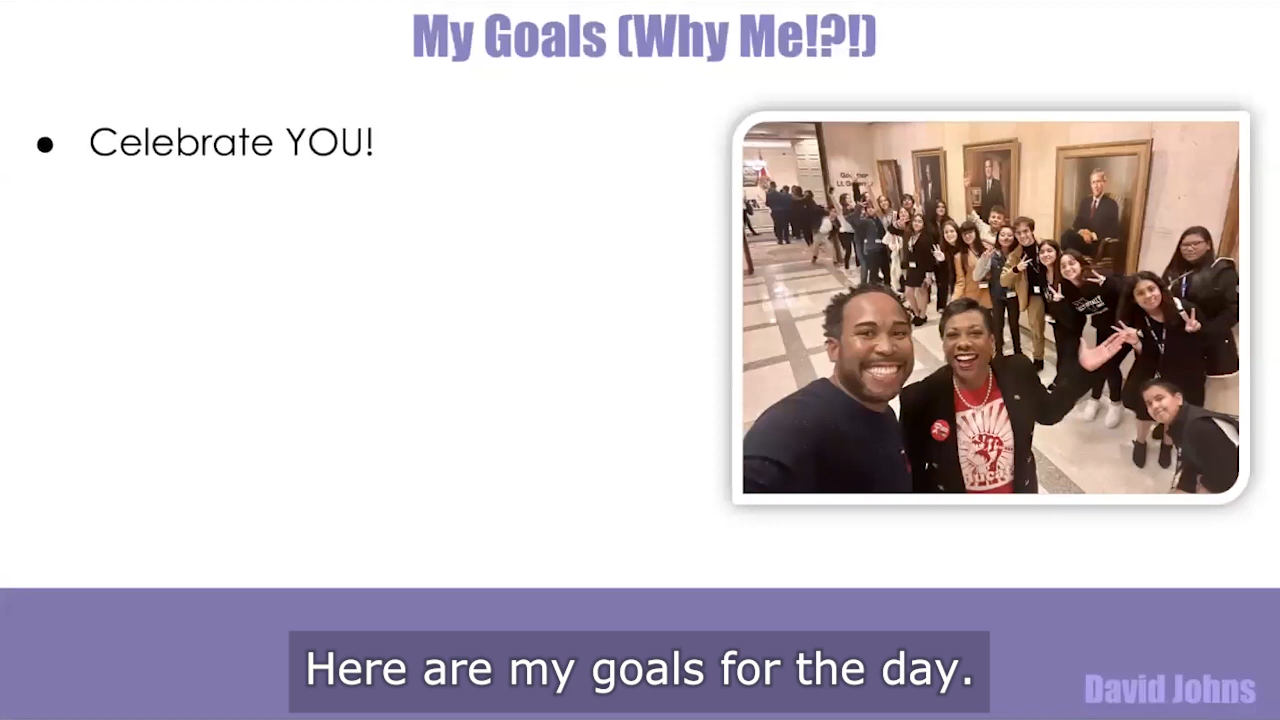 My Goals (Why Me!?!)
● Celebrate YOU!
Here are my goals for the day.
David Johns